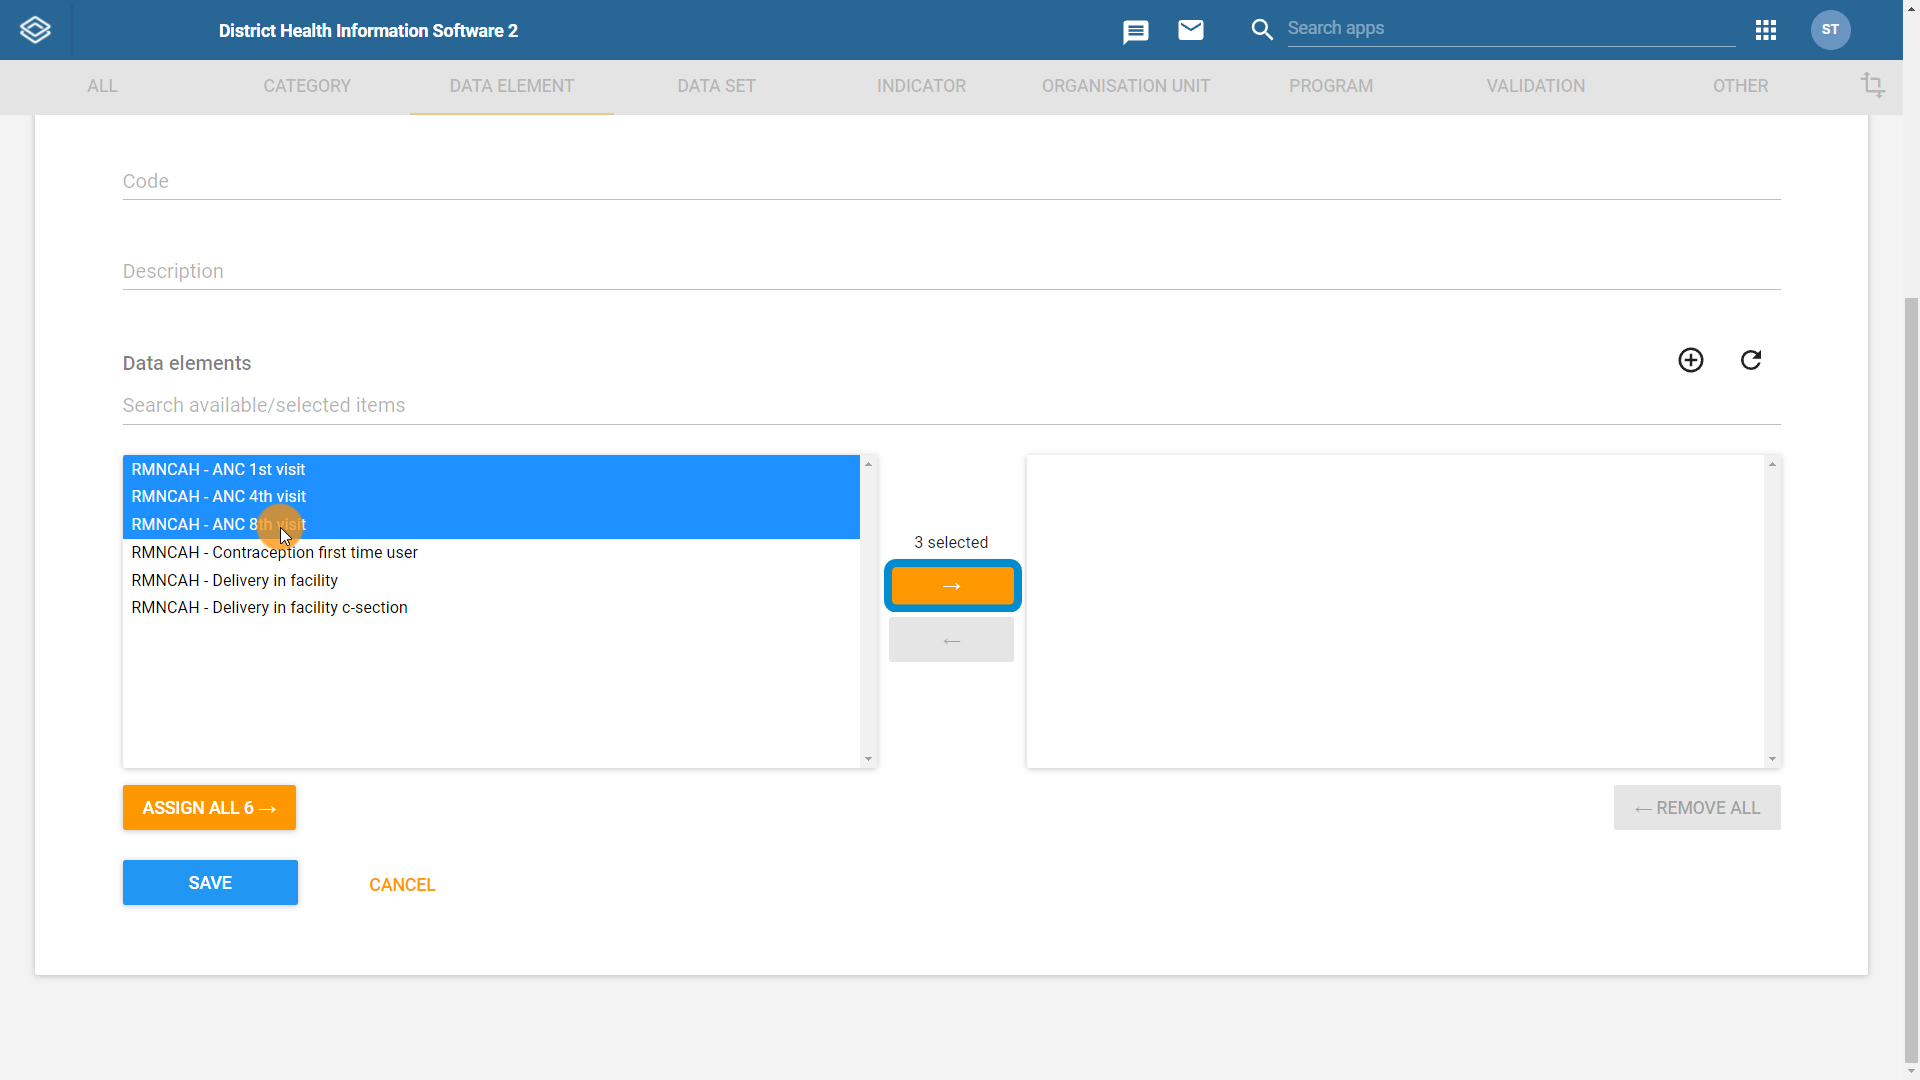 District Health Information Software 2
Search apps
ST
ALL
CATEGORY
DATA ELEMENT
DATA SET
INDICATOR
ORGANISATION UNIT
PROGRAM
VALIDATION
OTHER
Code
Description
Data elements
Search available/selected items
RMNCAH - ANC 1st visit
RMNCAH - ANC 4th visit
RMNCAH - ANC 8th visit
RMNCAH - Contraception first time user
RMNCAH - Delivery in facility
RMNCAH - Delivery in facility c-section
3 selected
→
←
ASSIGN ALL 6 →
← REMOVE ALL
SAVE
CANCEL